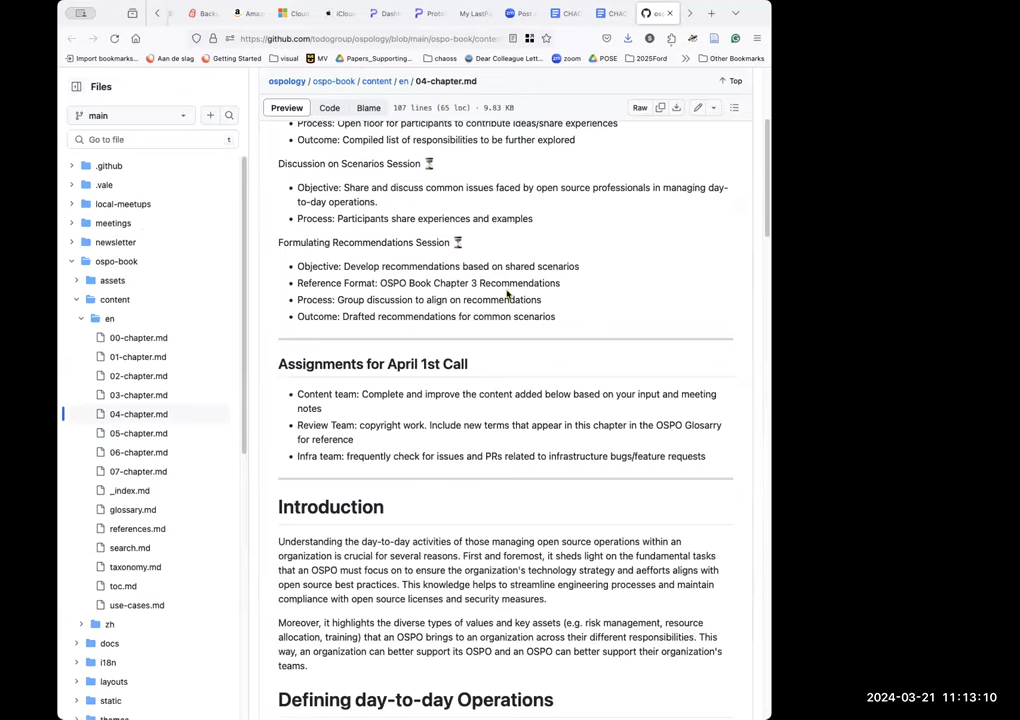 Back
Amaz
Cloud
iClou
Dash
Prot
My LastP
Post A
CHAO
CHAC
osp
https://github.com/todogroup/ospology/blob/main/ospo-book/conten
Import bookmarks...
Aan de slag
Getting Started
visual
MV
Papers_Supporting...
chaoss
Dear Colleague Lett...
zoom
POSE
2025Ford
Other Bookmarks
Files
main
Go to file
t
.github
.vale
local-meetups
meetings
newsletter
ospo-book
assets
content
en
00-chapter.md
01-chapter.md
02-chapter.md
03-chapter.md
04-chapter.md
05-chapter.md
06-chapter.md
07-chapter.md
_index.md
glossary.md
references.md
search.md
taxonomy.md
toc.md
use-cases.md
zh
docs
i18n
layouts
static
themes
ospology / ospo-book / content / en / 04-chapter.md
Top
Preview Code Blame 107 lines (65 loc) · 9.83 KB
Raw
• Process: Open floor for participants to contribute ideas/share experiences
• Outcome: Compiled list of responsibilities to be further explored
Discussion on Scenarios Session ⏳
• Objective: Share and discuss common issues faced by open source professionals in managing day-
to-day operations.
• Process: Participants share experiences and examples
Formulating Recommendations Session ⏳
• Objective: Develop recommendations based on shared scenarios
• Reference Format: OSPO Book Chapter 3 Recommendations
• Process: Group discussion to align on recommendations
• Outcome: Drafted recommendations for common scenarios
Assignments for April 1st Call
• Content team: Complete and improve the content added below based on your input and meeting
notes
• Review Team: copyright work. Include new terms that appear in this chapter in the OSPO Glosarry
for reference
• Infra team: frequently check for issues and PRs related to infrastructure bugs/feature requests
Introduction
Understanding the day-to-day activities of those managing open source operations within an
organization is crucial for several reasons. First and foremost, it sheds light on the fundamental tasks
that an OSPO must focus on to ensure the organization's technology strategy and aefforts aligns with
open source best practices. This knowledge helps to streamline engineering processes and maintain
compliance with open source licenses and security measures.
Moreover, it highlights the diverse types of values and key assets (e.g. risk management, resource
allocation, training) that an OSPO brings to an organization across their different responsibilities. This
way, an organization can better support its OSPO and an OSPO can better support their organization's
teams.
Defining day-to-day Operations
2024-03-21 11:13:10